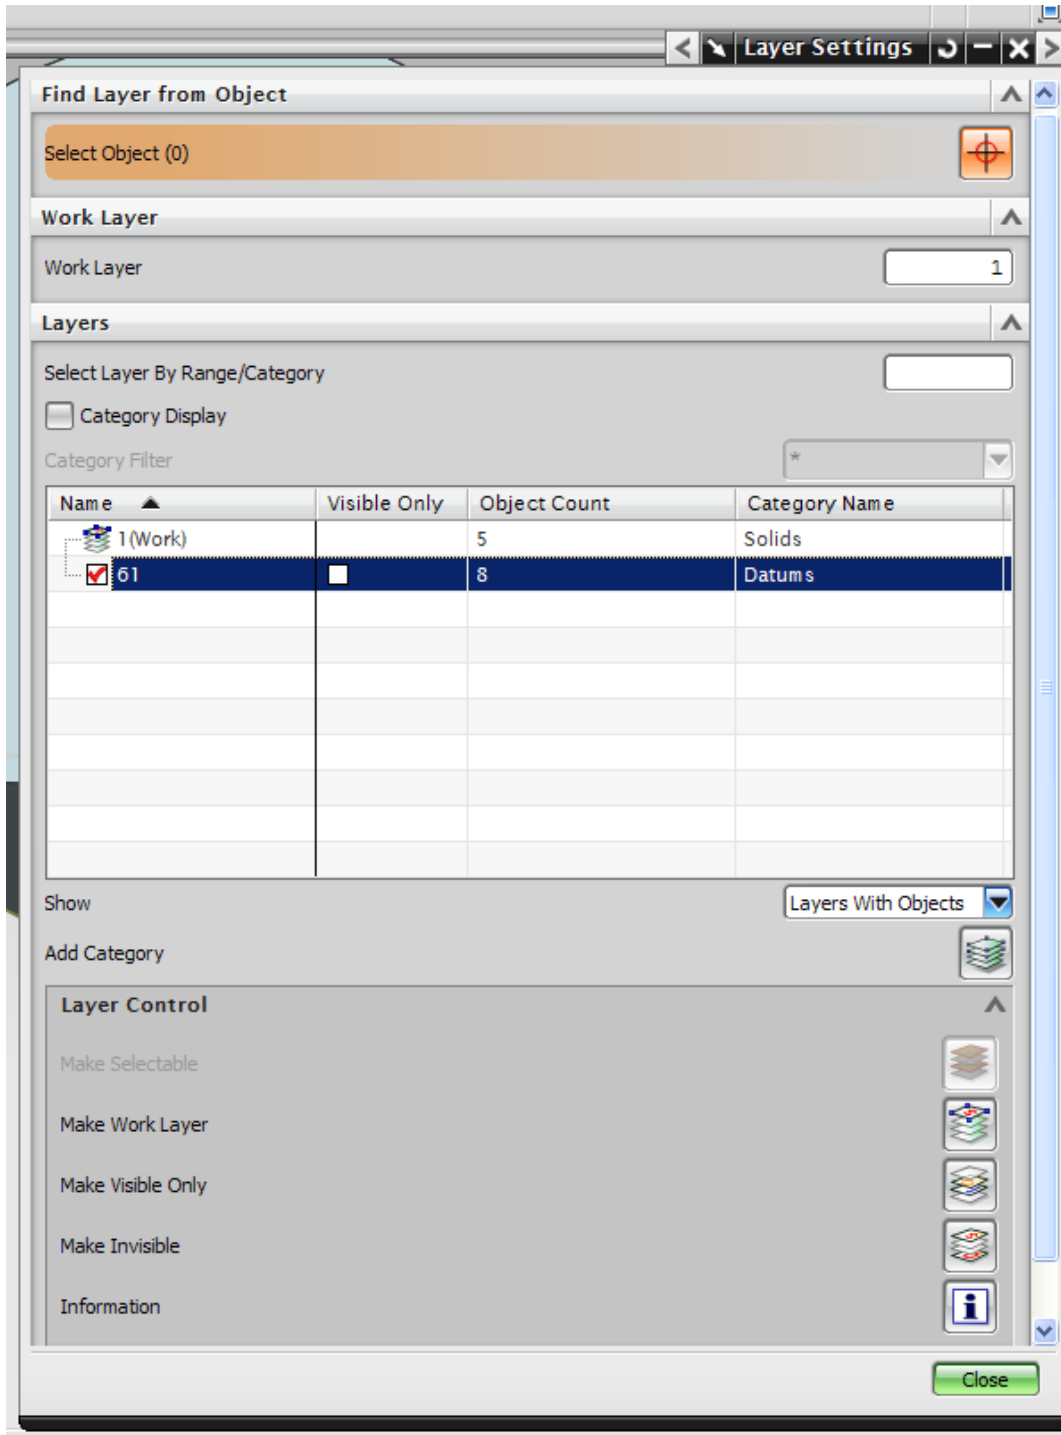 Layer Settings
Find Layer from Object
Select Object (0)
Work Layer
Work Layer 1
Layers
Select Layer By Range/Category
Category Display
Category Filter *
Name Visible Only Object Count Category Name
1(Work) 5 Solids
61 8 Datums
Show Layers With Objects
Add Category
Layer Control
Make Selectable
Make Work Layer
Make Visible Only
Make Invisible
Information
Close